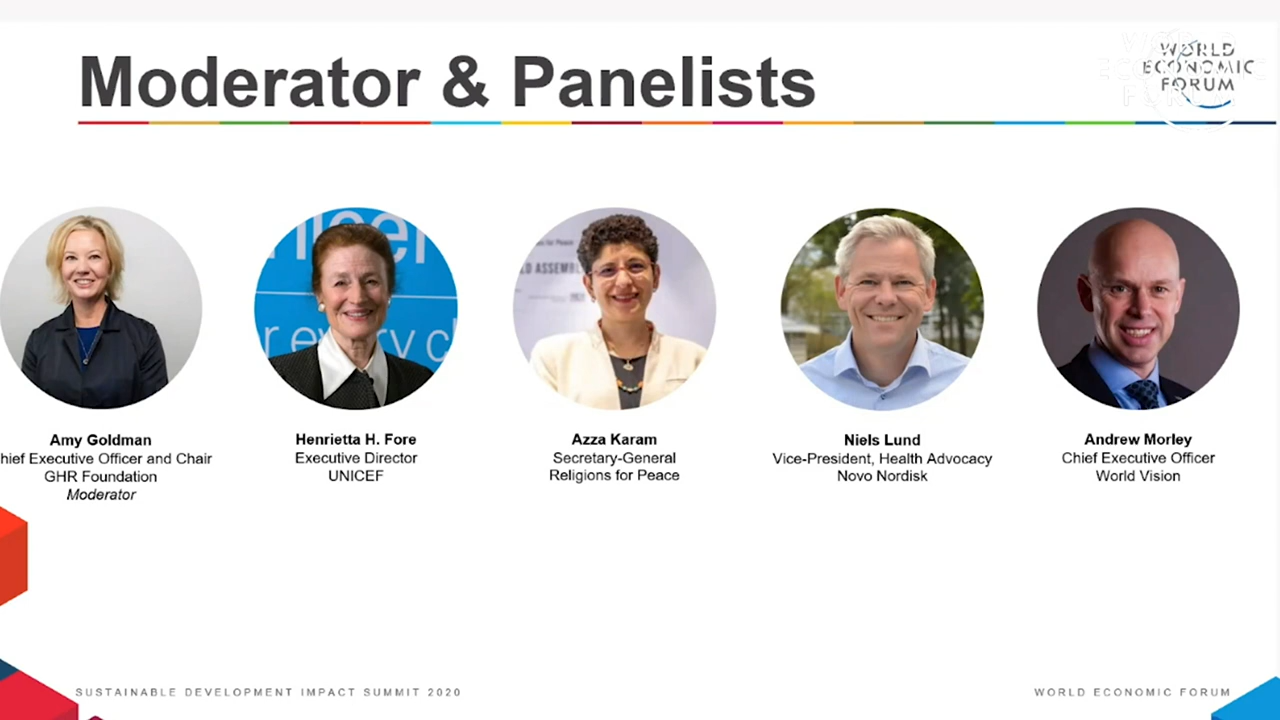 Moderator & Panelists
WORLD
ECONOMIC
FORUM
Amy Goldman
hief Executive Officer and Chair
GHR Foundation
Moderator
Henrietta H. Fore
Executive Director
UNICEF
Azza Karam
Secretary-General
Religions for Peace
Niels Lund
Vice-President, Health Advocacy
Novo Nordisk
Andrew Morley
Chief Executive Officer
World Vision
SUSTAINABLE DEVELOPMENT IMPACT SUMMIT 2020
WORLD ECONOMIC FORUM